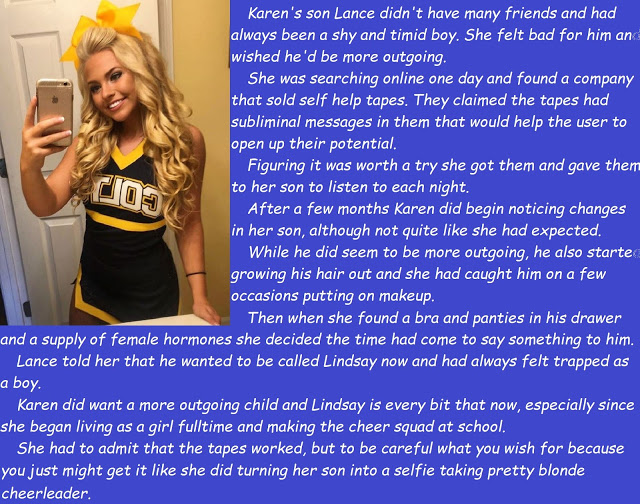 Karen's son Lance didn't have many friends and had
always been a shy and timid boy. She felt bad for him an
wished he'd be more outgoing.
She was searching online one day and found a company
that sold self help tapes. They claimed the tapes had
subliminal messages in them that would help the user to
open up their potential.
Figuring it was worth a try she got them and gave them
to her son to listen to each night.
After a few months Karen did begin noticing changes
in her son, although not quite like she had expected.
While he did seem to be more outgoing, he also starte
growing his hair out and she had caught him on a few
occasions putting on makeup.
Then when she found a bra and panties in his drawer
and a supply of female hormones she decided the time had come to say something to him.
Lance told her that he wanted to be called Lindsay now and had always felt trapped as
a boy.
Karen did want a more outgoing child and Lindsay is every bit that now, especially since
she began living as a girl fulltime and making the cheer squad at school.
She had to admit that the tapes worked, but to be careful what you wish for because
you just might get it like she did turning her son into a selfie taking pretty blonde
cheerleader.